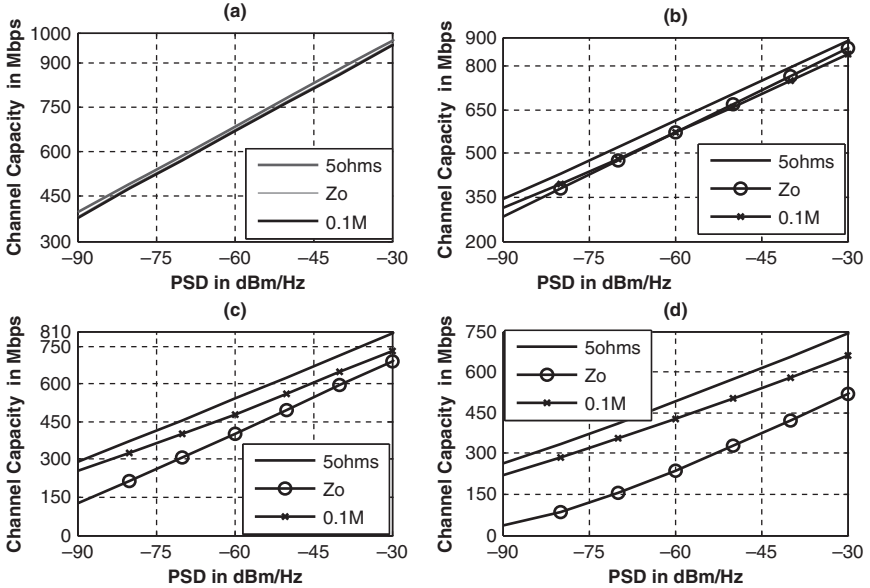 (a)
Channel Capacity in Mbps
1000
900
750
600
450
300
5ohms
Zo
0.1M
−90 −75 −60 −45 −30
PSD in dBm/Hz
(b)
Channel Capacity in Mbps
900
800
650
500
350
200
5ohms
Zo
0.1M
−90 −75 −60 −45 −30
PSD in dBm/Hz
(c)
Channel Capacity in Mbps
810
750
600
450
300
150
0
5ohms
Zo
0.1M
−90 −75 −60 −45 −30
PSD in dBm/Hz
(d)
Channel Capacity in Mbps
750
600
450
300
150
0
5ohms
Zo
0.1M
−90 −75 −60 −45 −30
PSD in dBm/Hz